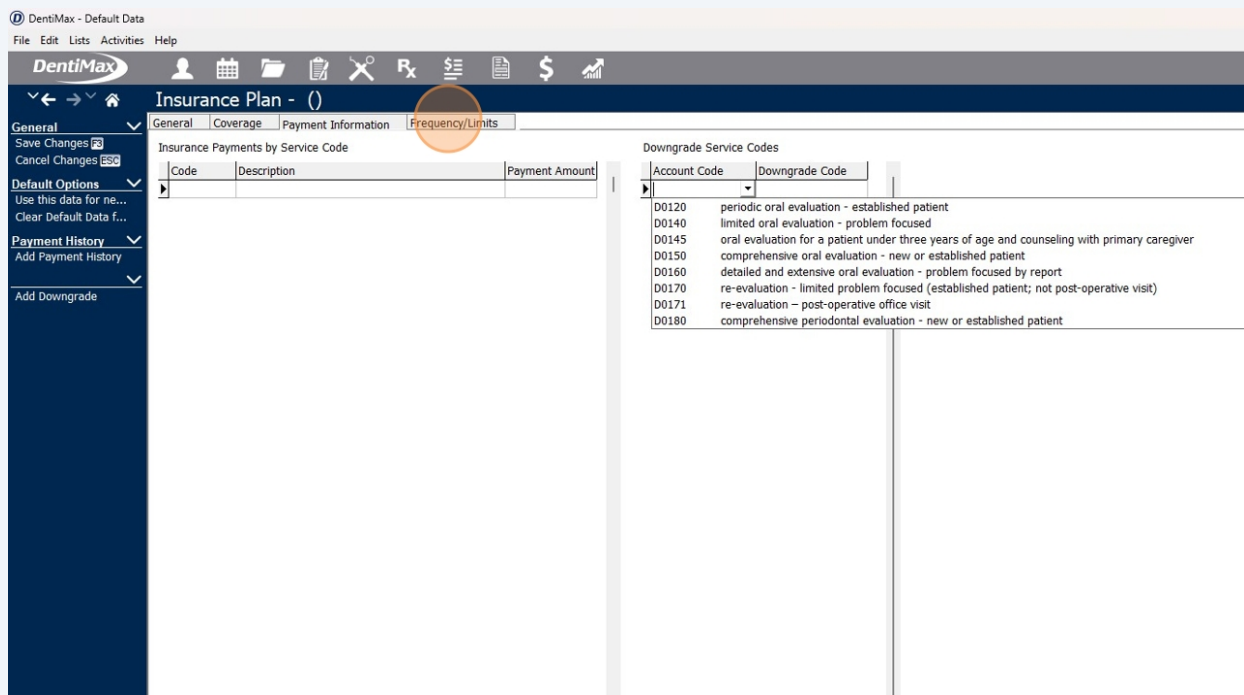 DentiMax - Default Data
File Edit Lists Activities Help
DentiMax
Insurance Plan - ()
General
Save Changes F3
Cancel Changes ESC
Default Options
Use this data for ne...
Clear Default Data f...
Payment History
Add Payment History
Add Downgrade
General Coverage Payment Information Frequency/Limits
Insurance Payments by Service Code
Code Description Payment Amount
Downgrade Service Codes
Account Code Downgrade Code
D0120 periodic oral evaluation - established patient
D0140 limited oral evaluation - problem focused
D0145 oral evaluation for a patient under three years of age and counseling with primary caregiver
D0150 comprehensive oral evaluation - new or established patient
D0160 detailed and extensive oral evaluation - problem focused by report
D0170 re-evaluation - limited problem focused (established patient; not post-operative visit)
D0171 re-evaluation – post-operative office visit
D0180 comprehensive periodontal evaluation - new or established patient